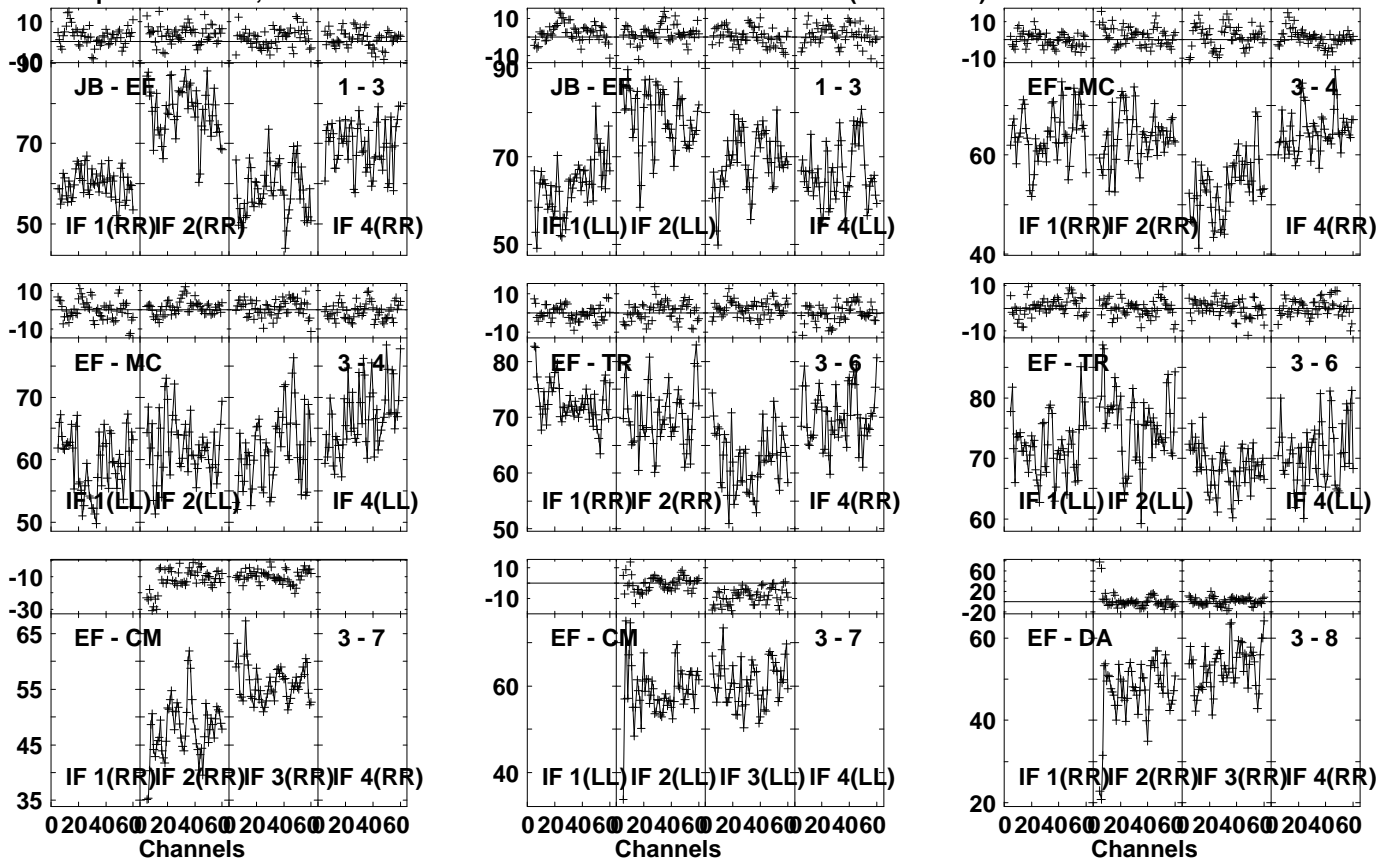 10
10
10
-90
-10
-10
90
JB - EF
1 - 3
JB - EF
1 - 3
EF - MC
3 - 4
70
70
60
50
IF 1(RR)
IF 2(RR)
IF 4(RR)
50
IF 1(LL)
IF 2(LL)
IF 4(LL)
40
IF 1(RR)
IF 2(RR)
IF 4(RR)
10
-10
10
-10
10
-10
EF - MC
3 - 4
EF - TR
3 - 6
EF - TR
3 - 6
70
60
50
IF 1(LL)
IF 2(LL)
IF 4(LL)
80
70
60
50
IF 1(RR)
IF 2(RR)
IF 4(RR)
80
70
60
IF 1(LL)
IF 2(LL)
IF 4(LL)
-10
-30
10
-10
60
20
-20
EF - CM
3 - 7
EF - CM
3 - 7
EF - DA
3 - 8
65
55
45
35
IF 1(RR)
IF 2(RR)
IF 3(RR)
IF 4(RR)
60
40
IF 1(LL)
IF 2(LL)
IF 3(LL)
IF 4(LL)
60
40
20
IF 1(RR)
IF 2(RR)
IF 3(RR)
IF 4(RR)
0 20 40 60 0 20 40 60 0 20 40 60 0 20 40 60
0 20 40 60 0 20 40 60 0 20 40 60 0 20 40 60
0 20 40 60 0 20 40 60 0 20 40 60 0 20 40 60
Channels
Channels
Channels